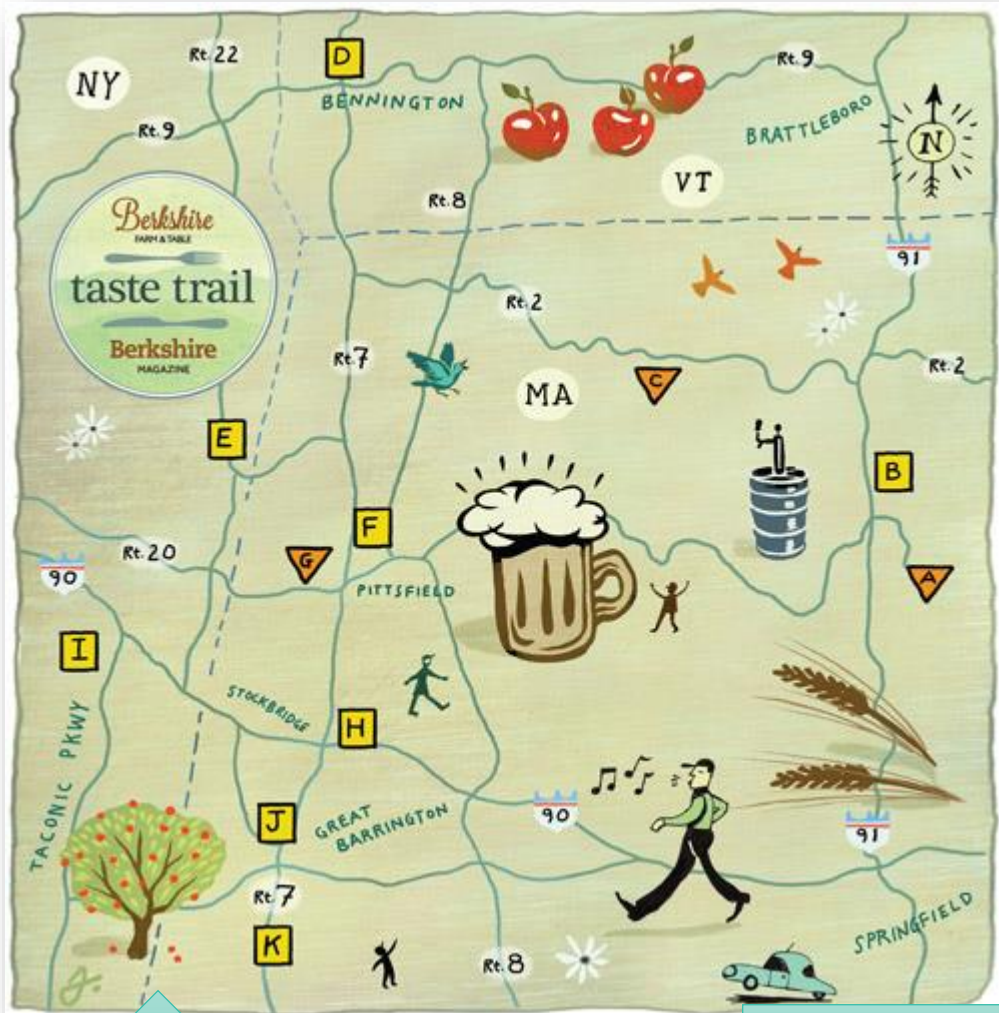 Rt. 22
D
NY
Rt. 9
BENNINGTON
BRATTLEBORO
Rt. 9
N
VT
Rt. 8
Berkshire
FARM & TABLE
taste trail
Berkshire
MAGAZINE
91
Rt. 2
Rt. 7
Rt. 2
MA
C
E
B
F
Rt. 20
G
90
PITTSFIELD
A
I
STOCKBRIDGE
H
TACONIC PKWY
J
GREAT
BARRINGTON
90
91
Rt. 7
K
Rt. 8
SPRINGFIELD